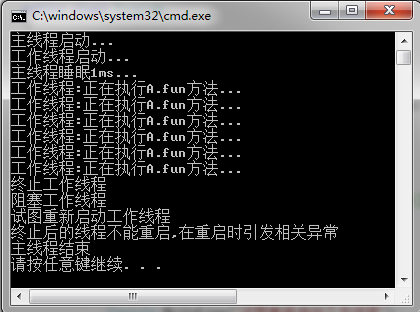 C:\windows\system32\cmd.exe
主线程启动...
工作线程启动...
主线程睡眠1ms...
工作线程:正在执行A.fun方法...
工作线程:正在执行A.fun方法...
工作线程:正在执行A.fun方法...
工作线程:正在执行A.fun方法...
工作线程:正在执行A.fun方法...
工作线程:正在执行A.fun方法...
终止工作线程
阻塞工作线程
试图重新启动工作线程
终止后的线程不能重启,在重启时引发相关异常
主线程结束
请按任意键继续. . .